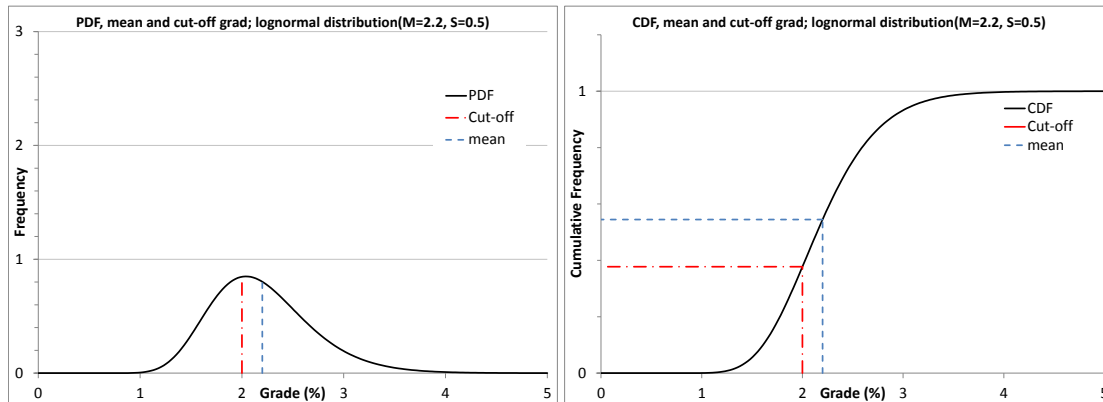 PDF, mean and cut-off grad; lognormal distribution(M=2.2, S=0.5)
3
PDF
Cut-off
mean
2
Frequency
1
0
0 1 2 3 4 5
Grade (%)
CDF, mean and cut-off grad; lognormal distribution(M=2.2, S=0.5)
1
CDF
Cut-off
mean
Cumulative Frequency
0
0 1 2 3 4 5
Grade (%)